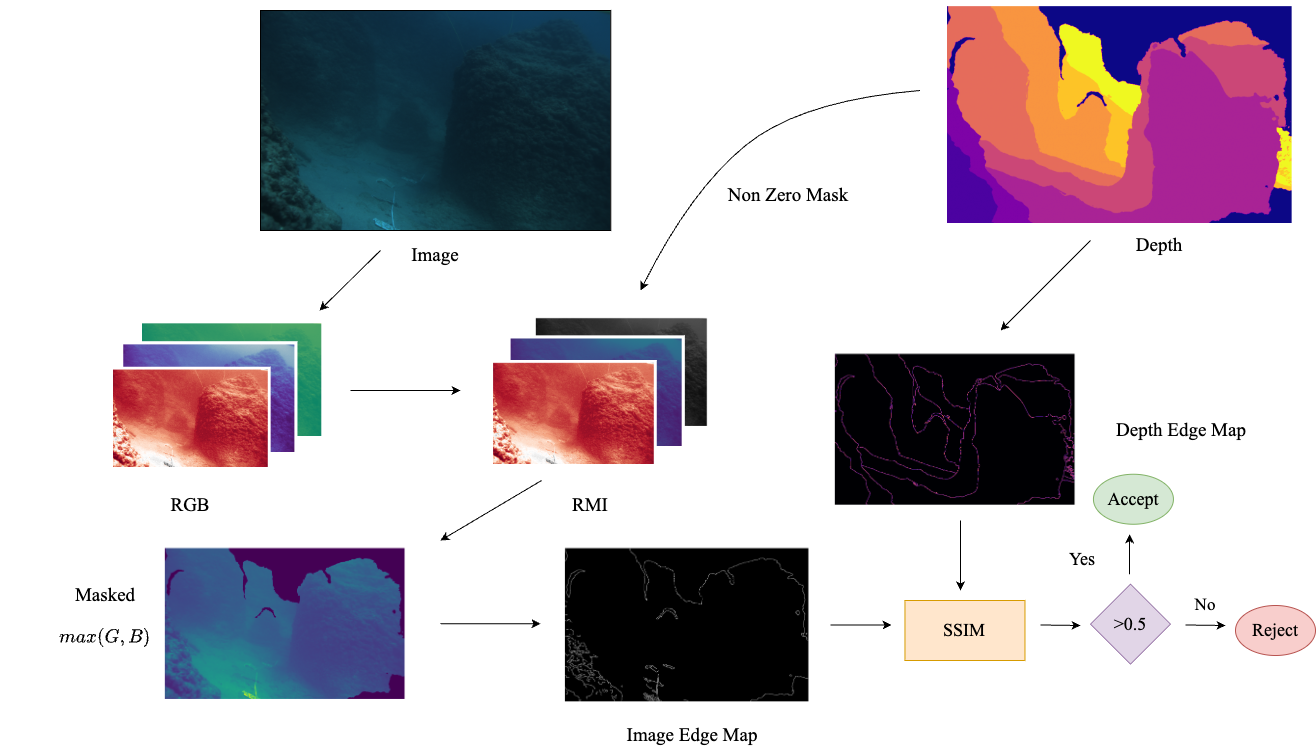 Image
Non Zero Mask
Depth
RGB
RMI
Depth Edge Map
Accept
Yes
Masked
max(G, B)
SSIM
>0.5
No
Reject
Image Edge Map